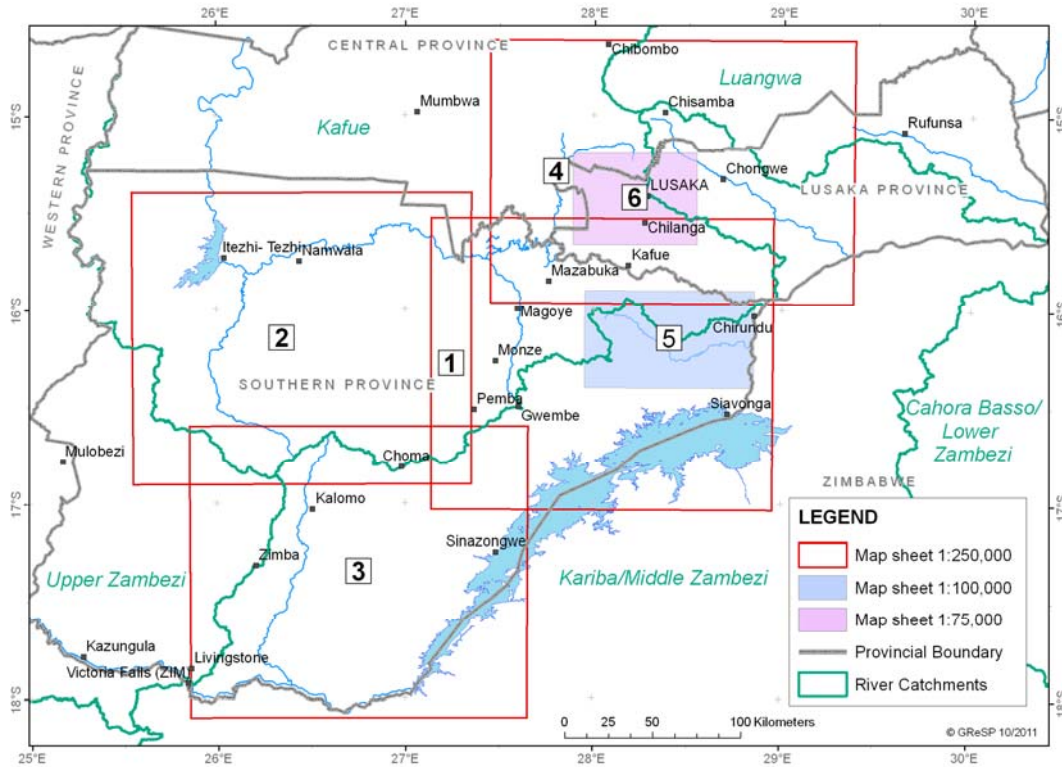 26°E
27°E
28°E
29°E
30°E
CENTRAL PROVINCE
Chibombo
Luangwa
WESTERN PROVINCE
15°S
15°S
Mumbwa
Chisamba
Kafue
Rufunsa
4
6
LUSAKA
Chongwe
LUSAKA PROVINCE
Chilanga
Itezhi- Tezhi
Namwala
Mazabuka
Kafue
16°S
16°S
Magoye
Chirundu
2
1
5
Monze
SOUTHERN PROVINCE
Pemba
Gwembe
Siavonga
Cahora Basso/
Lower
Zambezi
Mulobezi
Choma
ZIMBABWE
17°S
17°S
Kalomo
LEGEND
Map sheet 1:250,000
Map sheet 1:100,000
Map sheet 1:75,000
Provincial Boundary
River Catchments
Sinazongwe
Zimba
3
Upper Zambezi
Kariba/Middle Zambezi
Kazungula
Livingstone
Victoria Falls (ZIM)
18°S
18°S
0 25 50 100 Kilometers
© GReSP 10/2011
25°E
26°E
27°E
28°E
29°E
30°E